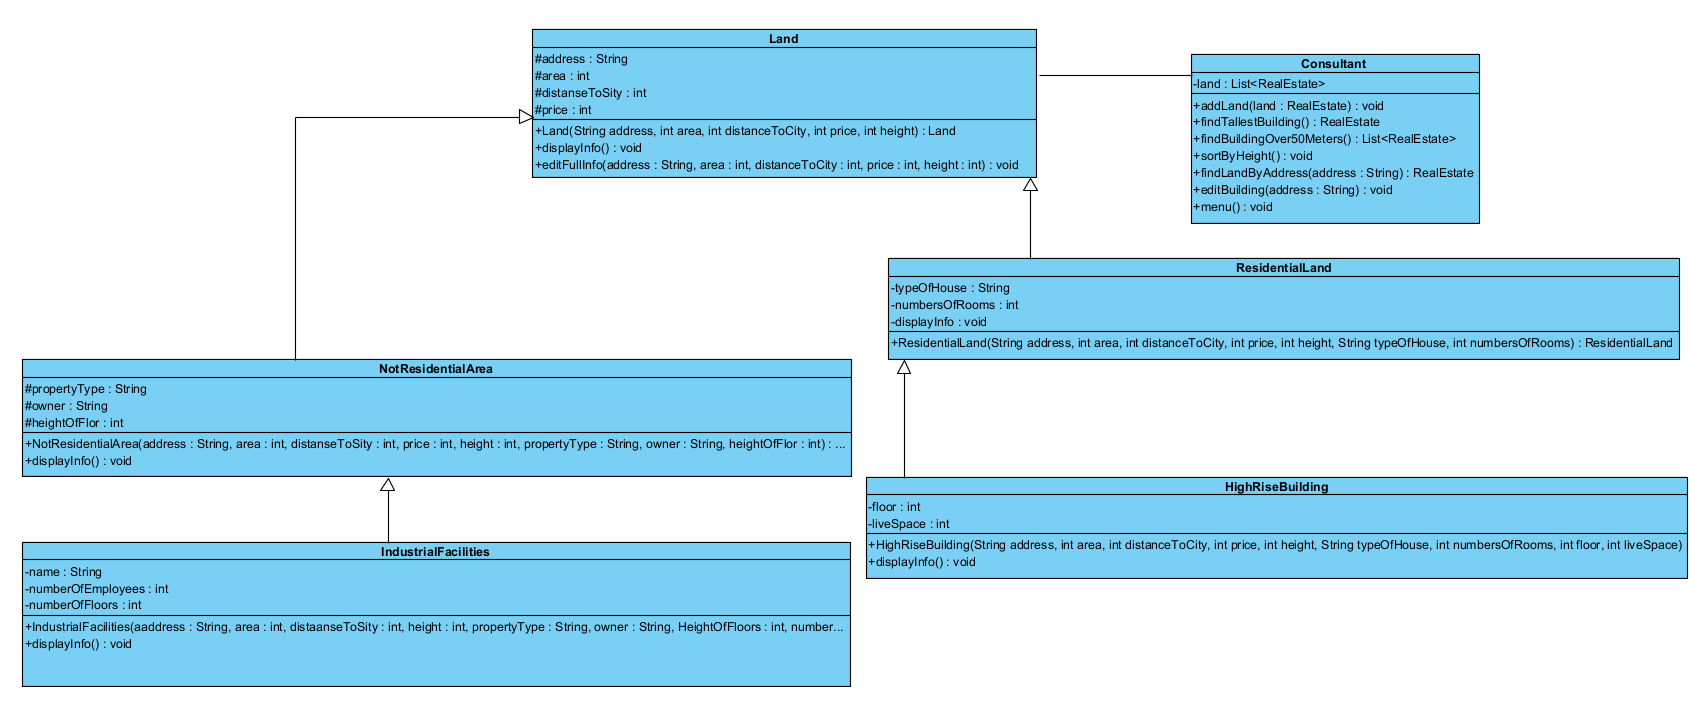 Land
#address : String
#area : int
#distanseToSity : int
#price : int
+Land(String address, int area, int distanceToCity, int price, int height) : Land
+displayInfo() : void
+editFullInfo(address : String, area : int, distanceToCity : int, price : int, height : int) : void
Consultant
-land : List<RealEstate>
+addLand(land : RealEstate) : void
+findTallestBuilding() : RealEstate
+findBuildingOver50Meters() : List<RealEstate>
+sortByHeight() : void
+findLandByAddress(address : String) : RealEstate
+editBuilding(address : String) : void
+menu() : void
ResidentialLand
-typeOfHouse : String
-numbersOfRooms : int
-displayInfo : void
+ResidentialLand(String address, int area, int distanceToCity, int price, int height, String typeOfHouse, int numbersOfRooms) : ResidentialLand
NotResidentialArea
#propertyType : String
#owner : String
#heightOfFlor : int
+NotResidentialArea(address : String, area : int, distanseToSity : int, price : int, height : int, propertyType : String, owner : String, heightOfFlor : int) : ...
+displayInfo() : void
HighRiseBuilding
-floor : int
-liveSpace : int
+HighRiseBuilding(String address, int area, int distanceToCity, int price, int height, String typeOfHouse, int numbersOfRooms, int floor, int liveSpace)
+displayInfo() : void
IndustrialFacilities
-name : String
-numberOfEmployees : int
-numberOfFloors : int
+IndustrialFacilities(aaddress : String, area : int, distaanseToSity : int, height : int, propertyType : String, owner : String, HeightOfFloors : int, number...
+displayInfo() : void